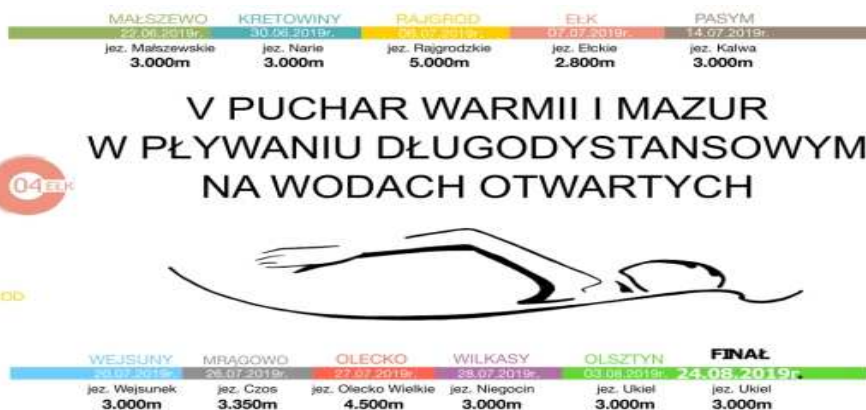 MAŁSZEWO KRETOWINY RAJGRÓD EŁK PASYM
22.06.2019r. 30.06.2019r. 06.07.2019r. 07.07.2019r. 14.07.2019r.
jez. Małszewskie jez. Narie jez. Rajgrodzkie jez. Ełckie jez. Kalwa
3.000m 3.000m 5.000m 2.800m 3.000m
V PUCHAR WARMII I MAZUR
W PŁYWANIU DŁUGODYSTANSOWYM
NA WODACH OTWARTYCH
04 EŁK
WEJSUNY MRĄGOWO OLECKO WILKASY OLSZTYN FINAŁ
20.07.2019r. 26.07.2019r. 27.07.2019r. 28.07.2019r. 03.08.2019r. 24.08.2019r.
jez. Wejsunek jez. Czos jez. Olecko Wielkie jez. Niegocin jez. Ukiel jez. Ukiel
3.000m 3.350m 4.500m 3.000m 3.000m 3.000m